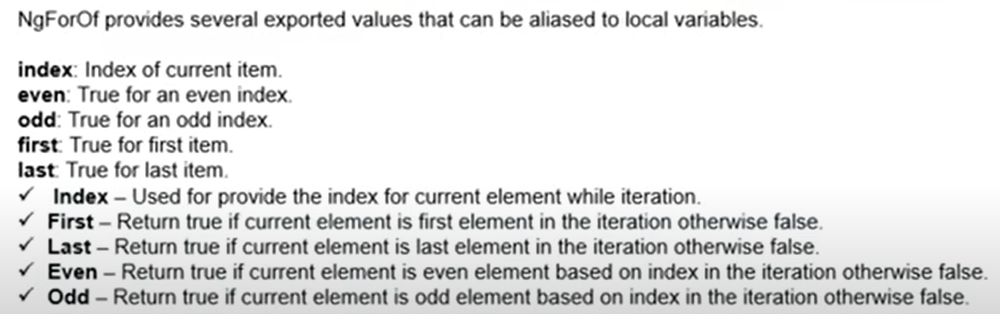 NgForOf provides several exported values that can be aliased to local variables.
index: Index of current item.
even: True for an even index.
odd: True for an odd index.
first: True for first item.
last: True for last item.
✓ Index – Used for provide the index for current element while iteration.
✓ First – Return true if current element is first element in the iteration otherwise false.
✓ Last – Return true if current element is last element in the iteration otherwise false.
✓ Even – Return true if current element is even element based on index in the iteration otherwise false.
✓ Odd – Return true if current element is odd element based on index in the iteration otherwise false.